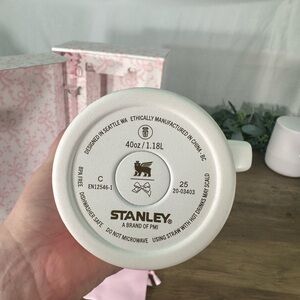 DESIGNED IN SEATTLE WA   ETHICALLY MANUFACTURED IN CHINA · BC
40oz / 1.18L
C
EN12546-1
25
20-03403
STANLEY®
A BRAND OF PMI
BPA FREE   DISHWASHER SAFE   DO NOT MICROWAVE   USING STRAW WITH HOT DRINKS MAY SCALD